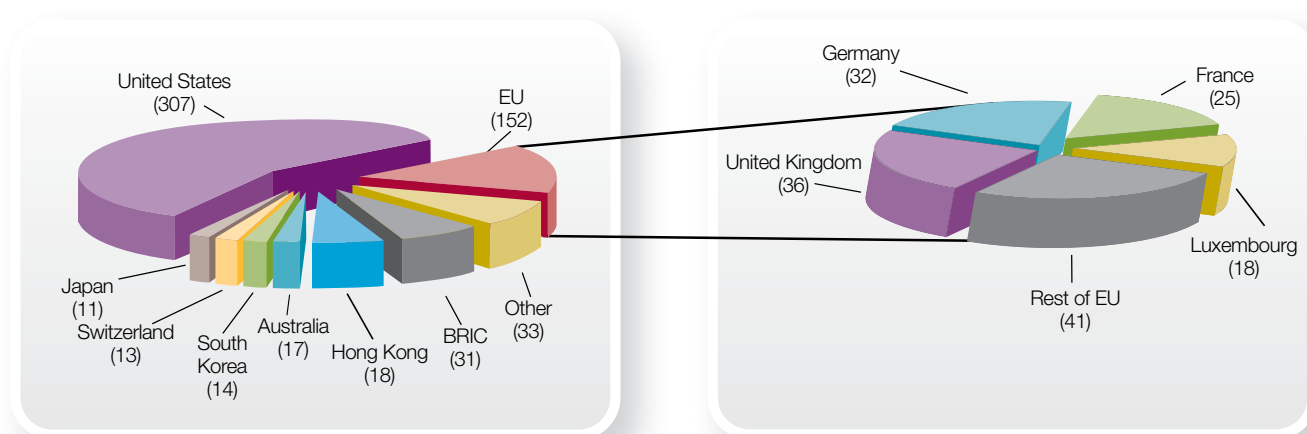 United States
(307)
EU
(152)
Other
(33)
BRIC
(31)
Hong Kong
(18)
Australia
(17)
South
Korea
(14)
Switzerland
(13)
Japan
(11)
Germany
(32)
France
(25)
United Kingdom
(36)
Luxembourg
(18)
Rest of EU
(41)